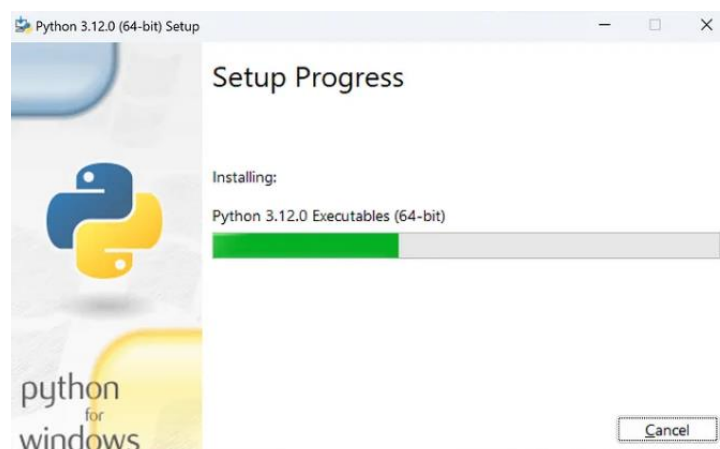 Python 3.12.0 (64-bit) Setup
Setup Progress
Installing:
Python 3.12.0 Executables (64-bit)
python
for
windows
Cancel